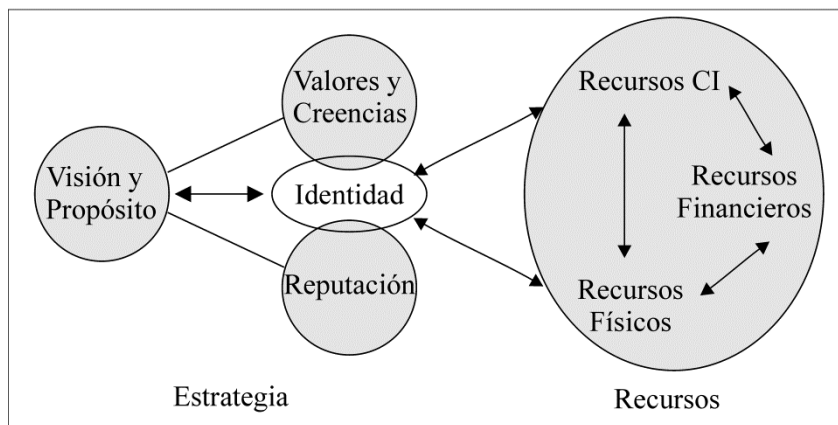 Valores y
Creencias
Visión y
Propósito
Identidad
Reputación
Estrategia
Recursos CI
Recursos
Financieros
Recursos
Físicos
Recursos